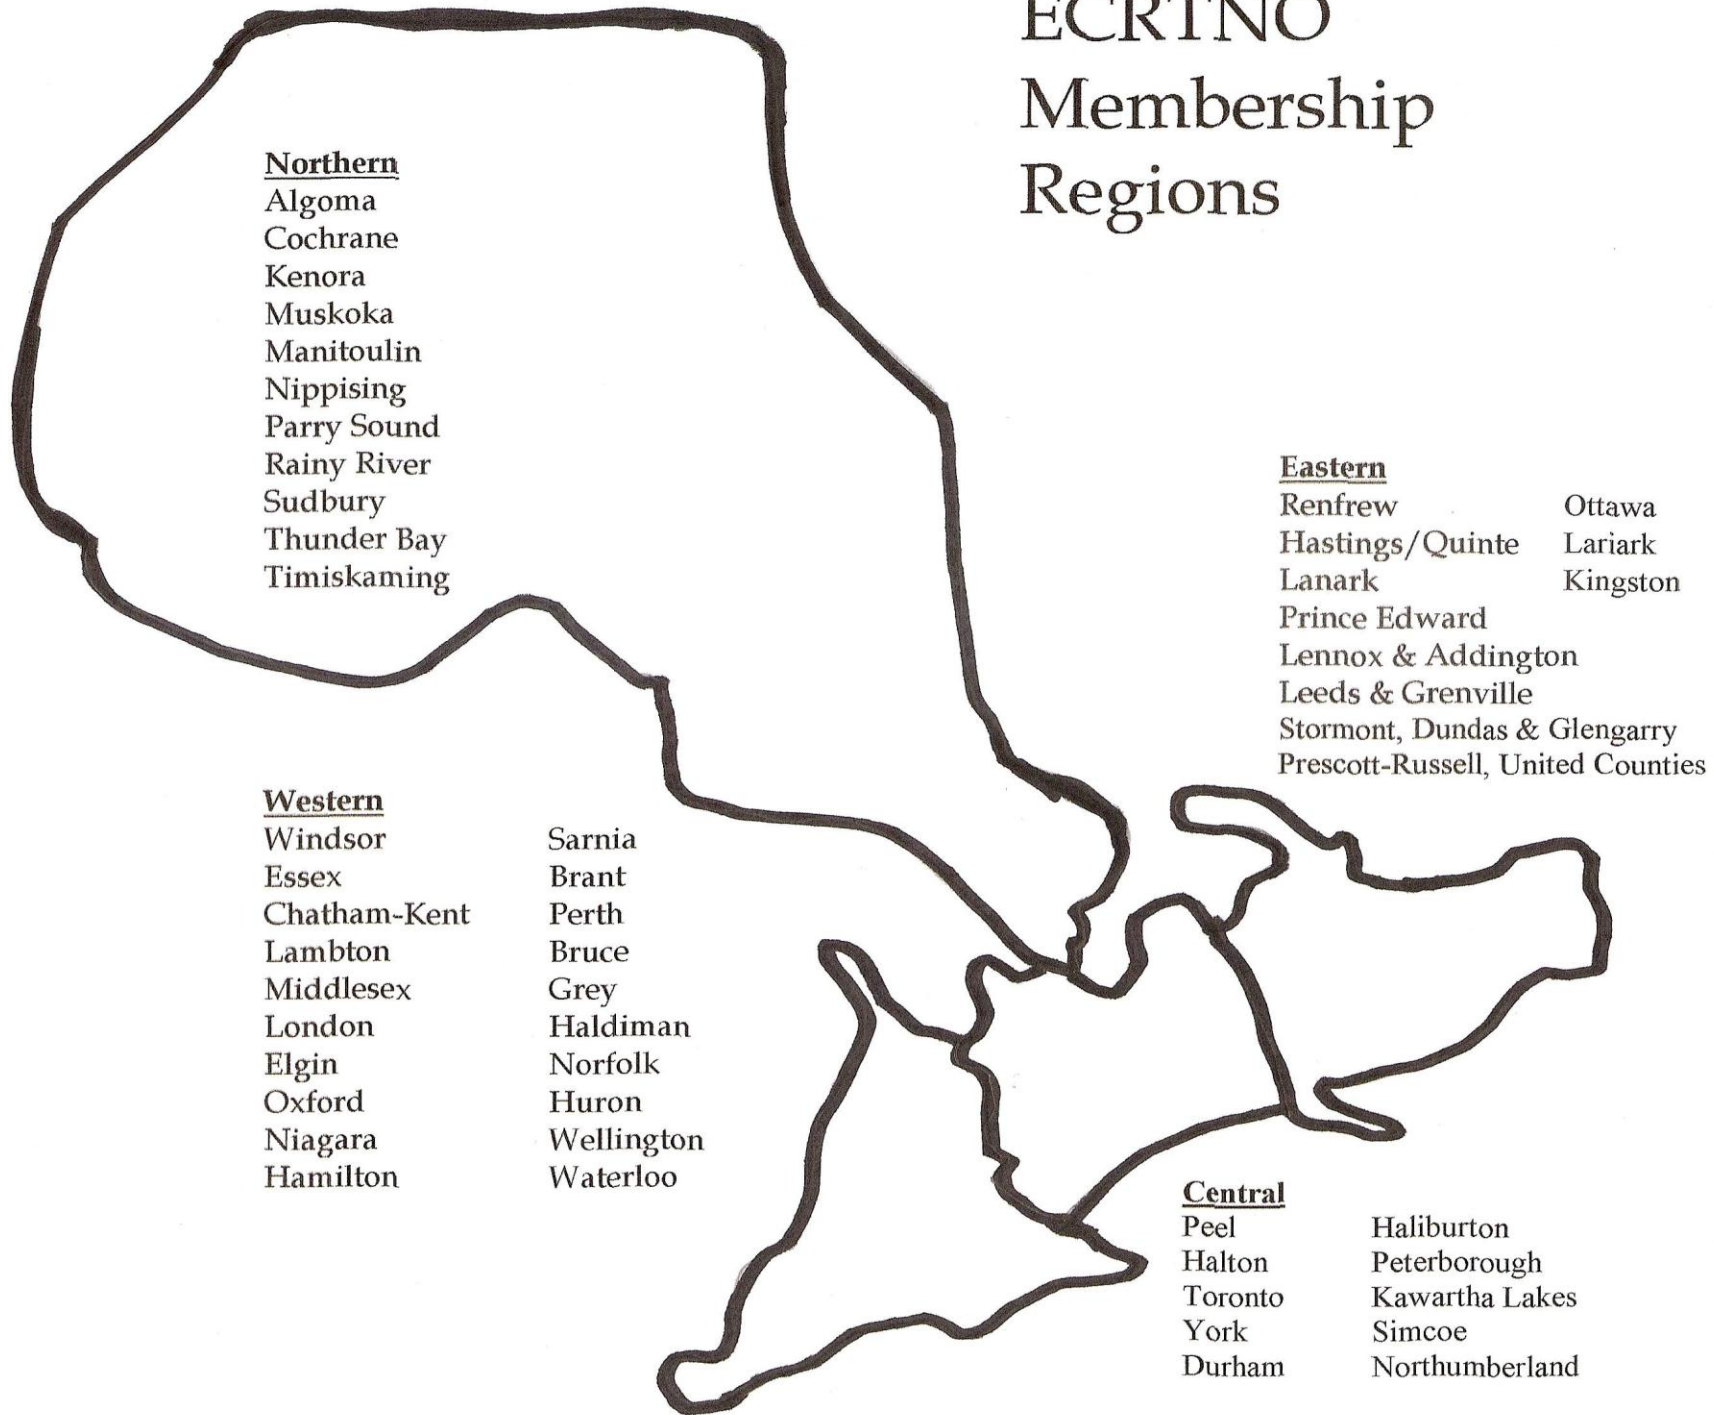 ECRTNO
Membership
Regions
Northern
Algoma
Cochrane
Kenora
Muskoka
Manitoulin
Nippising
Parry Sound
Rainy River
Sudbury
Thunder Bay
Timiskaming
Eastern
Renfrew Ottawa
Hastings/Quinte Lariark
Lanark Kingston
Prince Edward
Lennox & Addington
Leeds & Grenville
Stormont, Dundas & Glengarry
Prescott-Russell, United Counties
Western
Windsor Sarnia
Essex Brant
Chatham-Kent Perth
Lambton Bruce
Middlesex Grey
London Haldiman
Elgin Norfolk
Oxford Huron
Niagara Wellington
Hamilton Waterloo
Central
Peel Haliburton
Halton Peterborough
Toronto Kawartha Lakes
York Simcoe
Durham Northumberland